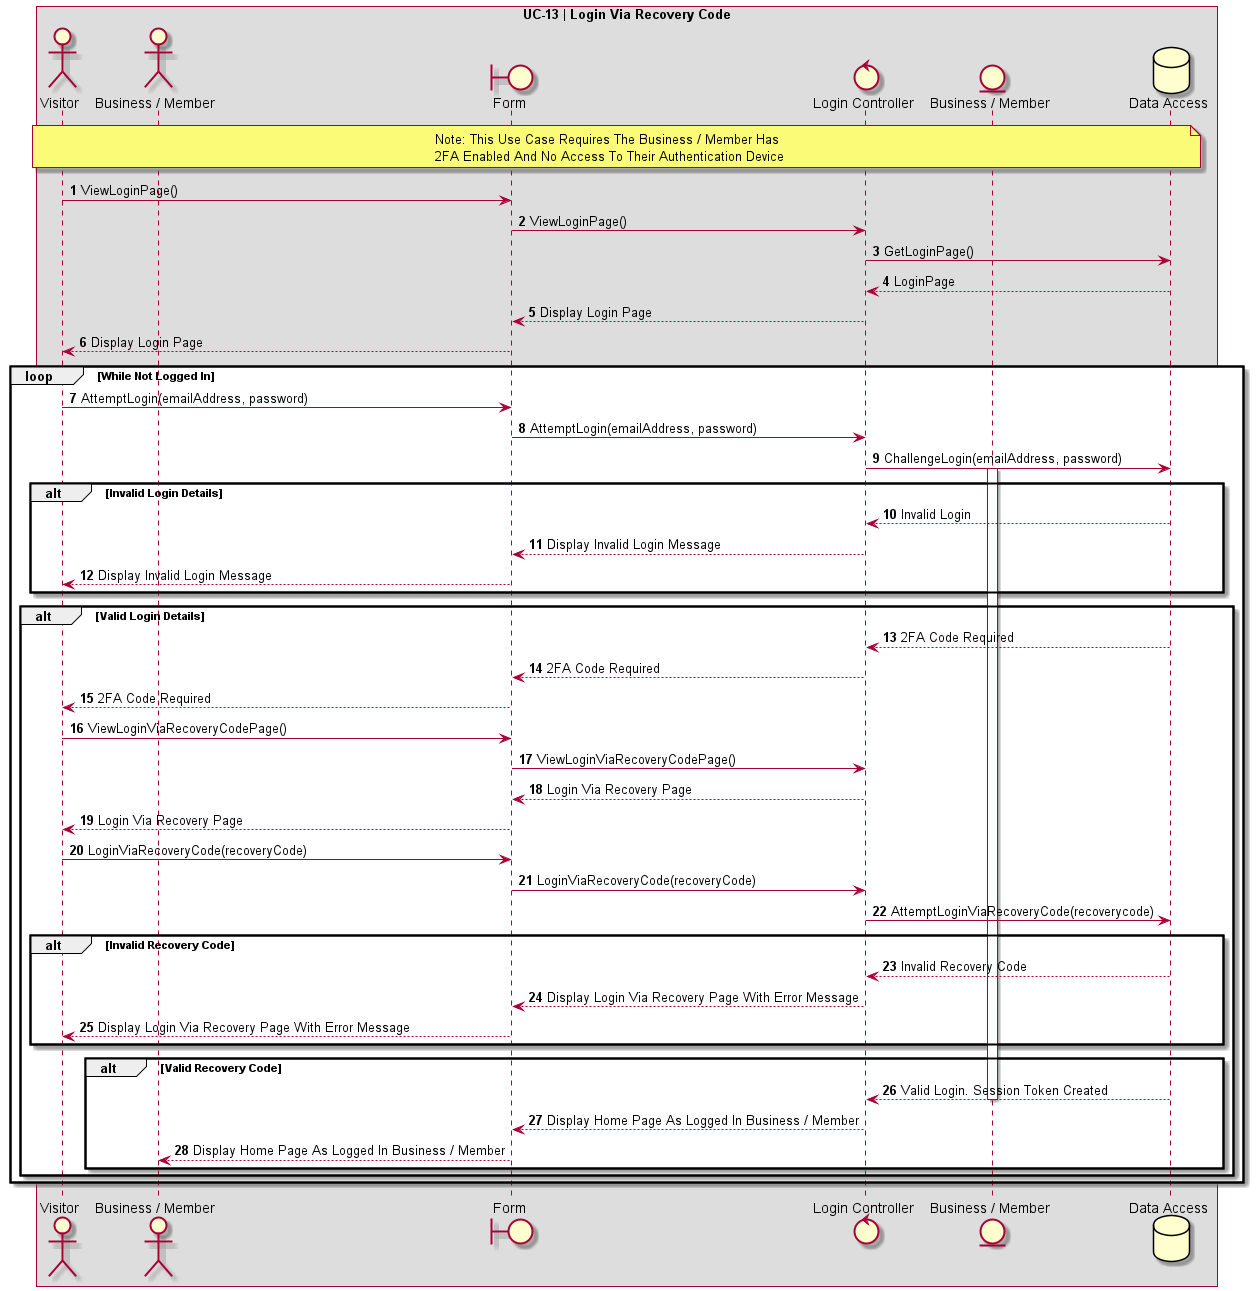 UC-13 | Login Via Recovery Code
Visitor
Business / Member
Form
Login Controller
Business / Member
Data Access
Note: This Use Case Requires The Business / Member Has
2FA Enabled And No Access To Their Authentication Device
1 ViewLoginPage()
2 ViewLoginPage()
3 GetLoginPage()
4 LoginPage
5 Display Login Page
6 Display Login Page
loop [While Not Logged In]
7 AttemptLogin(emailAddress, password)
8 AttemptLogin(emailAddress, password)
9 ChallengeLogin(emailAddress, password)
alt [Invalid Login Details]
10 Invalid Login
11 Display Invalid Login Message
12 Display Invalid Login Message
alt [Valid Login Details]
13 2FA Code Required
14 2FA Code Required
15 2FA Code Required
16 ViewLoginViaRecoveryCodePage()
17 ViewLoginViaRecoveryCodePage()
18 Login Via Recovery Page
19 Login Via Recovery Page
20 LoginViaRecoveryCode(recoveryCode)
21 LoginViaRecoveryCode(recoveryCode)
22 AttemptLoginViaRecoveryCode(recoverycode)
alt [Invalid Recovery Code]
23 Invalid Recovery Code
24 Display Login Via Recovery Page With Error Message
25 Display Login Via Recovery Page With Error Message
alt [Valid Recovery Code]
26 Valid Login. Session Token Created
27 Display Home Page As Logged In Business / Member
28 Display Home Page As Logged In Business / Member
Visitor
Business / Member
Form
Login Controller
Business / Member
Data Access